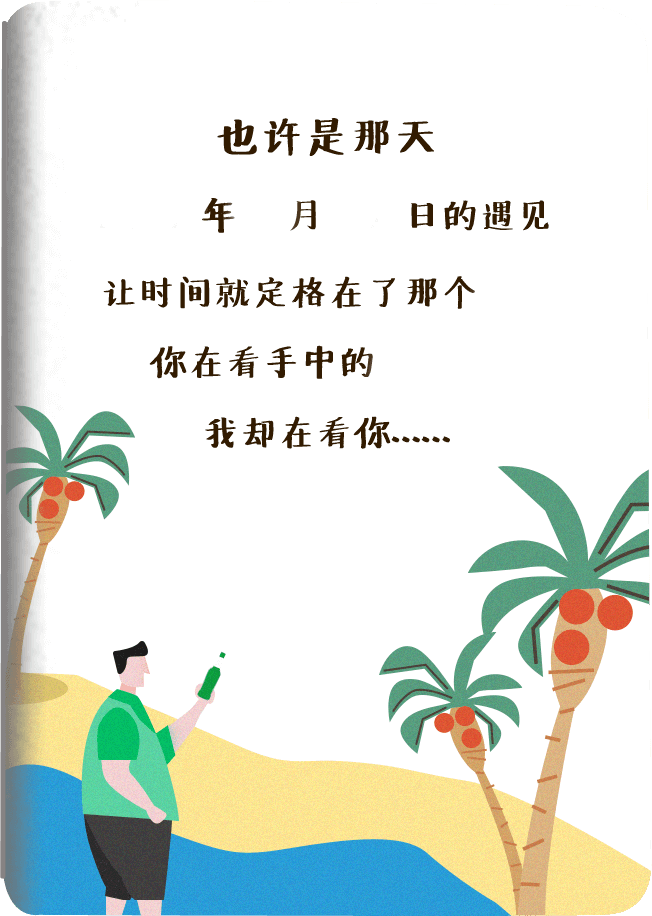 也许是那天
年 月 日的遇见
让时间就定格在了那个
你在看手中的
我却在看你......